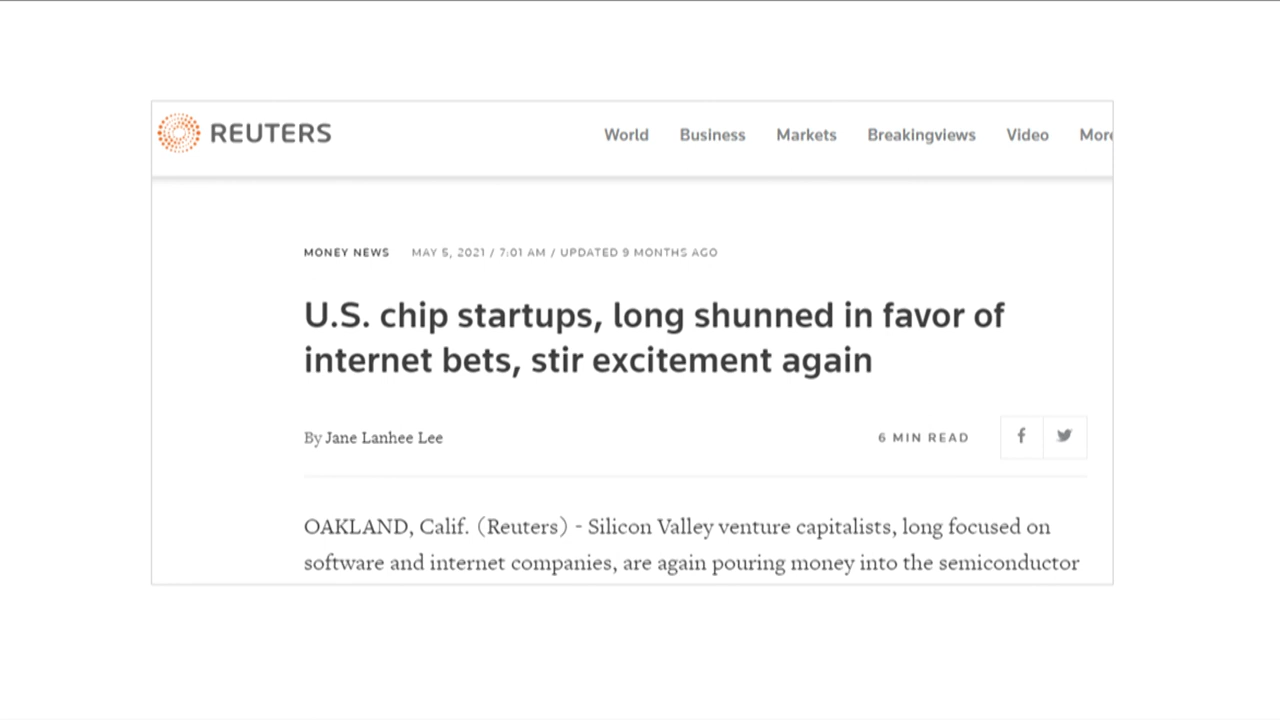 REUTERS
World Business Markets Breakingviews Video More
MONEY NEWS MAY 5, 2021 / 7:01 AM / UPDATED 9 MONTHS AGO
U.S. chip startups, long shunned in favor of
internet bets, stir excitement again
By Jane Lanhee Lee
6 MIN READ
OAKLAND, Calif. (Reuters) - Silicon Valley venture capitalists, long focused on
software and internet companies, are again pouring money into the semiconductor